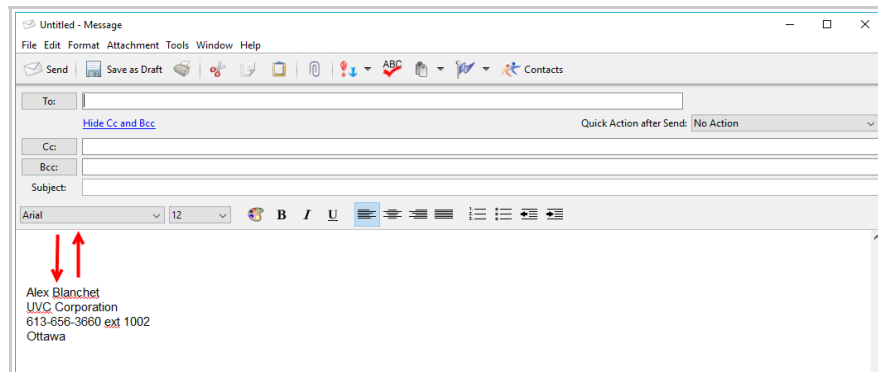 Untitled - Message
File Edit Format Attachment Tools Window Help
Send Save as Draft ABC Contacts
To:
Hide Cc and Bcc Quick Action after Send: No Action
Cc:
Bcc:
Subject:
Arial 12 B I U
Alex Blanchet
UVC Corporation
613-656-3660 ext 1002
Ottawa